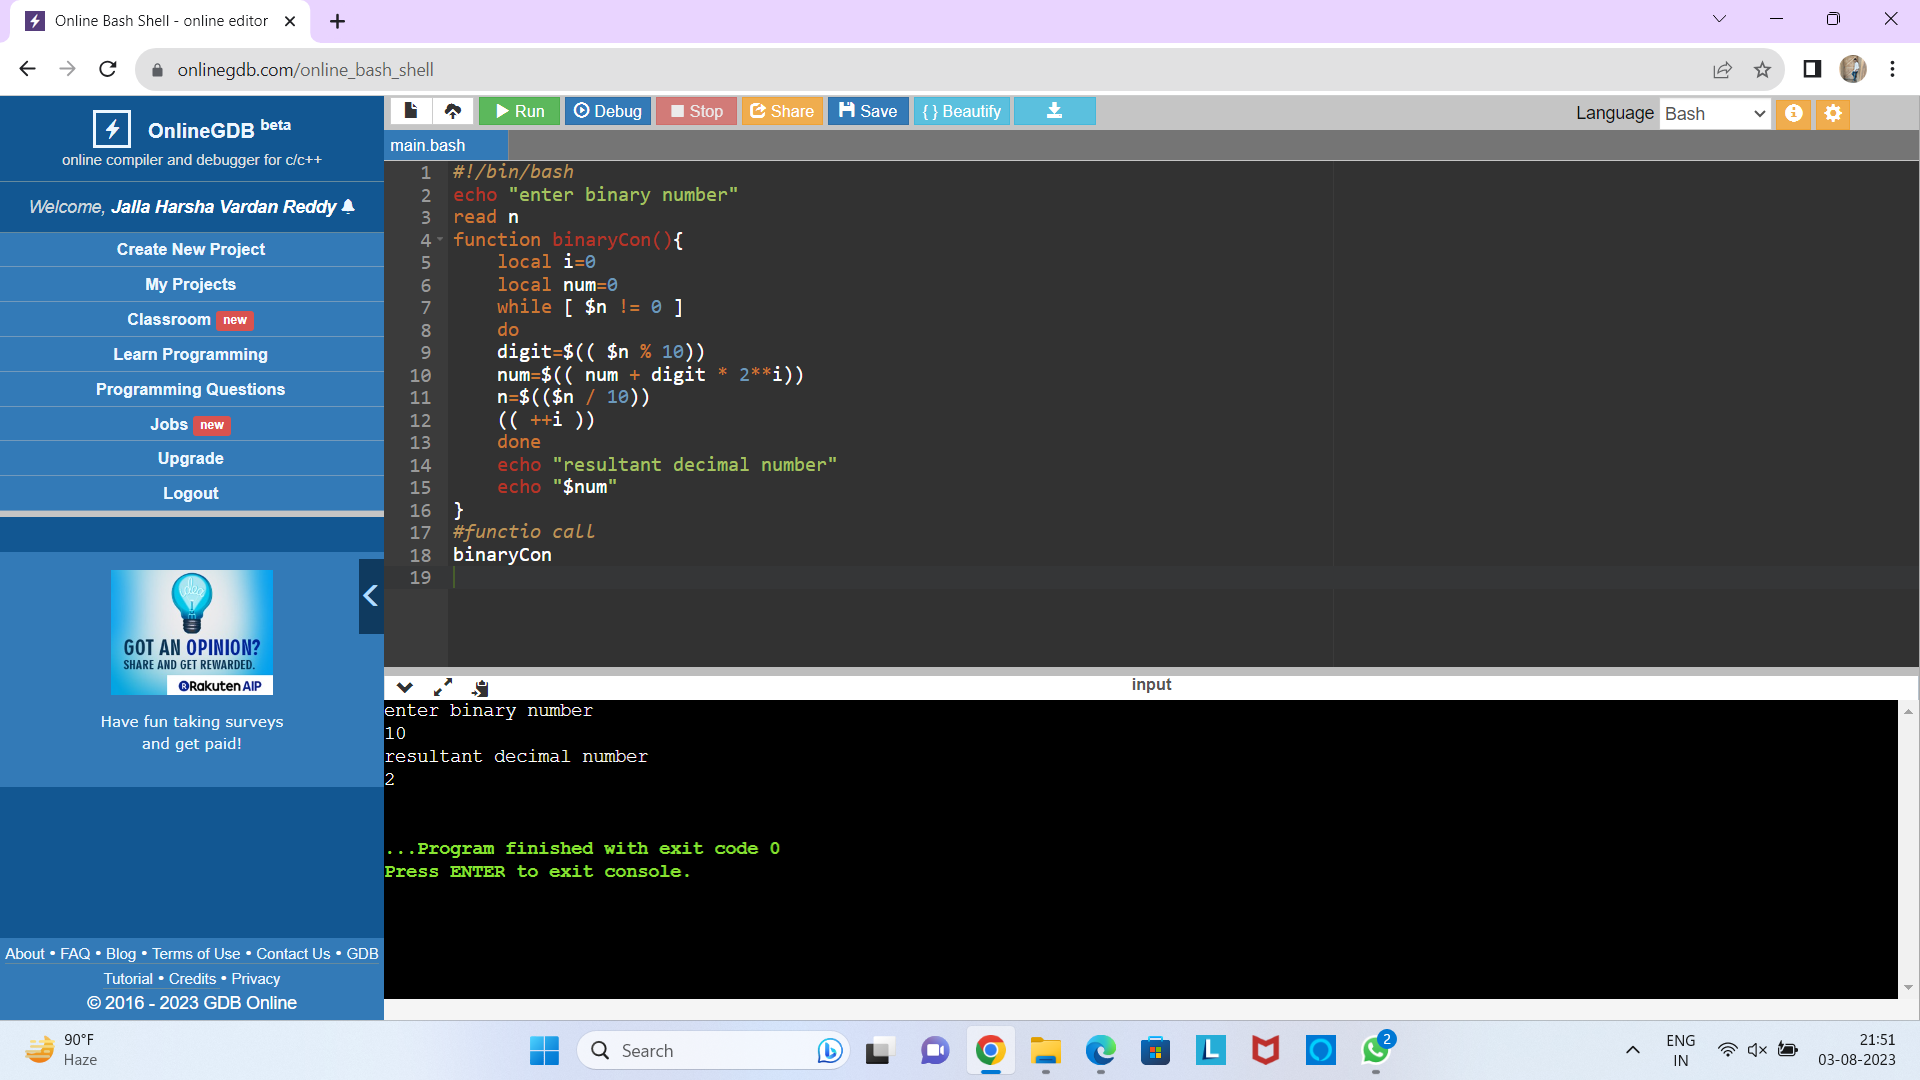 Online Bash Shell - online editor
onlinegdb.com/online_bash_shell
OnlineGDB beta
online compiler and debugger for c/c++
Welcome, Jalla Harsha Vardan Reddy
Create New Project
My Projects
Classroom new
Learn Programming
Programming Questions
Jobs new
Upgrade
Logout
idea
GOT AN OPINION?
SHARE AND GET REWARDED.
Rakuten AIP
Have fun taking surveys
and get paid!
About • FAQ • Blog • Terms of Use • Contact Us • GDB
Tutorial • Credits • Privacy
© 2016 - 2023 GDB Online
Run Debug Stop Share Save { } Beautify
Language Bash
main.bash
1 #!/bin/bash
2 echo "enter binary number"
3 read n
4 function binaryCon(){
5 local i=0
6 local num=0
7 while [ $n != 0 ]
8 do
9 digit=$(( $n % 10))
10 num=$(( num + digit * 2**i))
11 n=$(($n / 10))
12 (( ++i ))
13 done
14 echo "resultant decimal number"
15 echo "$num"
16 }
17 #functio call
18 binaryCon
19
input
enter binary number
10
resultant decimal number
2
...Program finished with exit code 0
Press ENTER to exit console.
90°F
Haze
Search
L
2
ENG
IN
21:51
03-08-2023